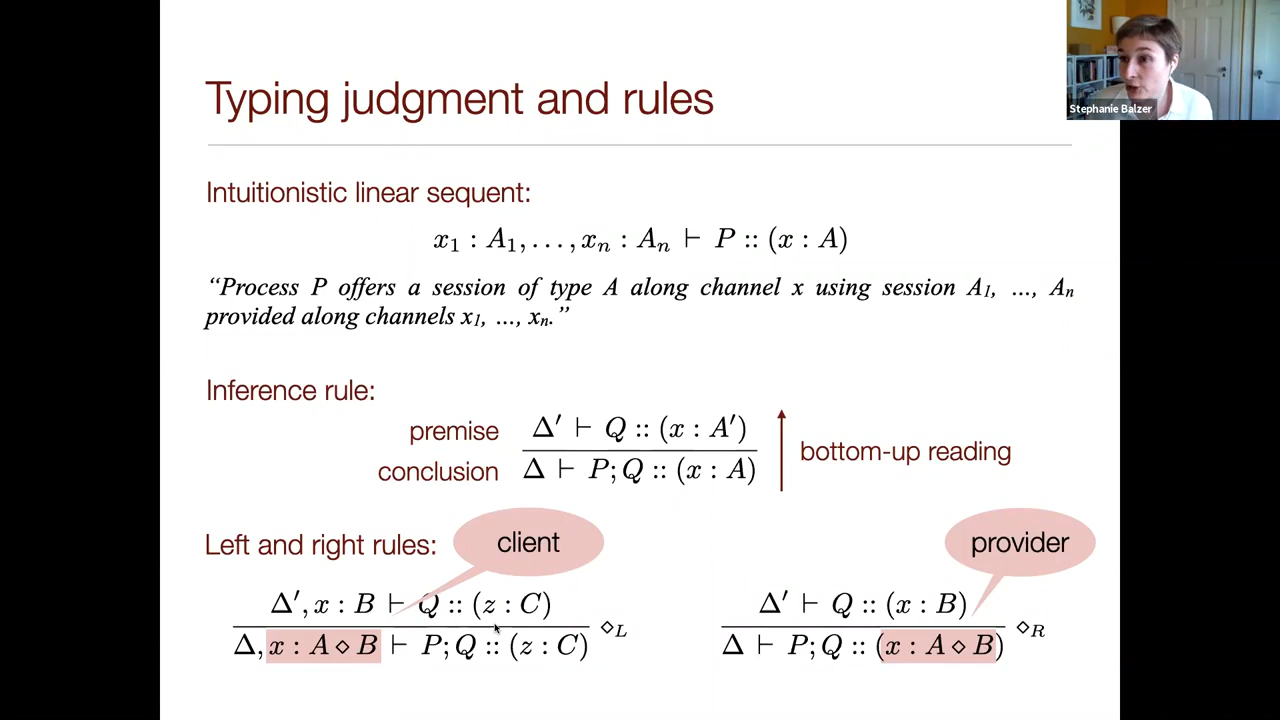 Stephanie Balzer
Typing judgment and rules
Intuitionistic linear sequent:
x₁ : A₁, . . . , xₙ : Aₙ ⊢ P :: (x : A)
“Process P offers a session of type A along channel x using session A₁, ..., Aₙ
provided along channels x₁, ..., xₙ.”
Inference rule:
premise Δ′ ⊢ Q :: (x : A′)
conclusion Δ ⊢ P; Q :: (x : A)
bottom-up reading
Left and right rules:
client
provider
Δ′, x : B ⊢ Q :: (z : C)
Δ, x : A ⋄ B ⊢ P; Q :: (z : C) ⋄L
Δ′ ⊢ Q :: (x : B)
Δ ⊢ P; Q :: (x : A ⋄ B) ⋄R